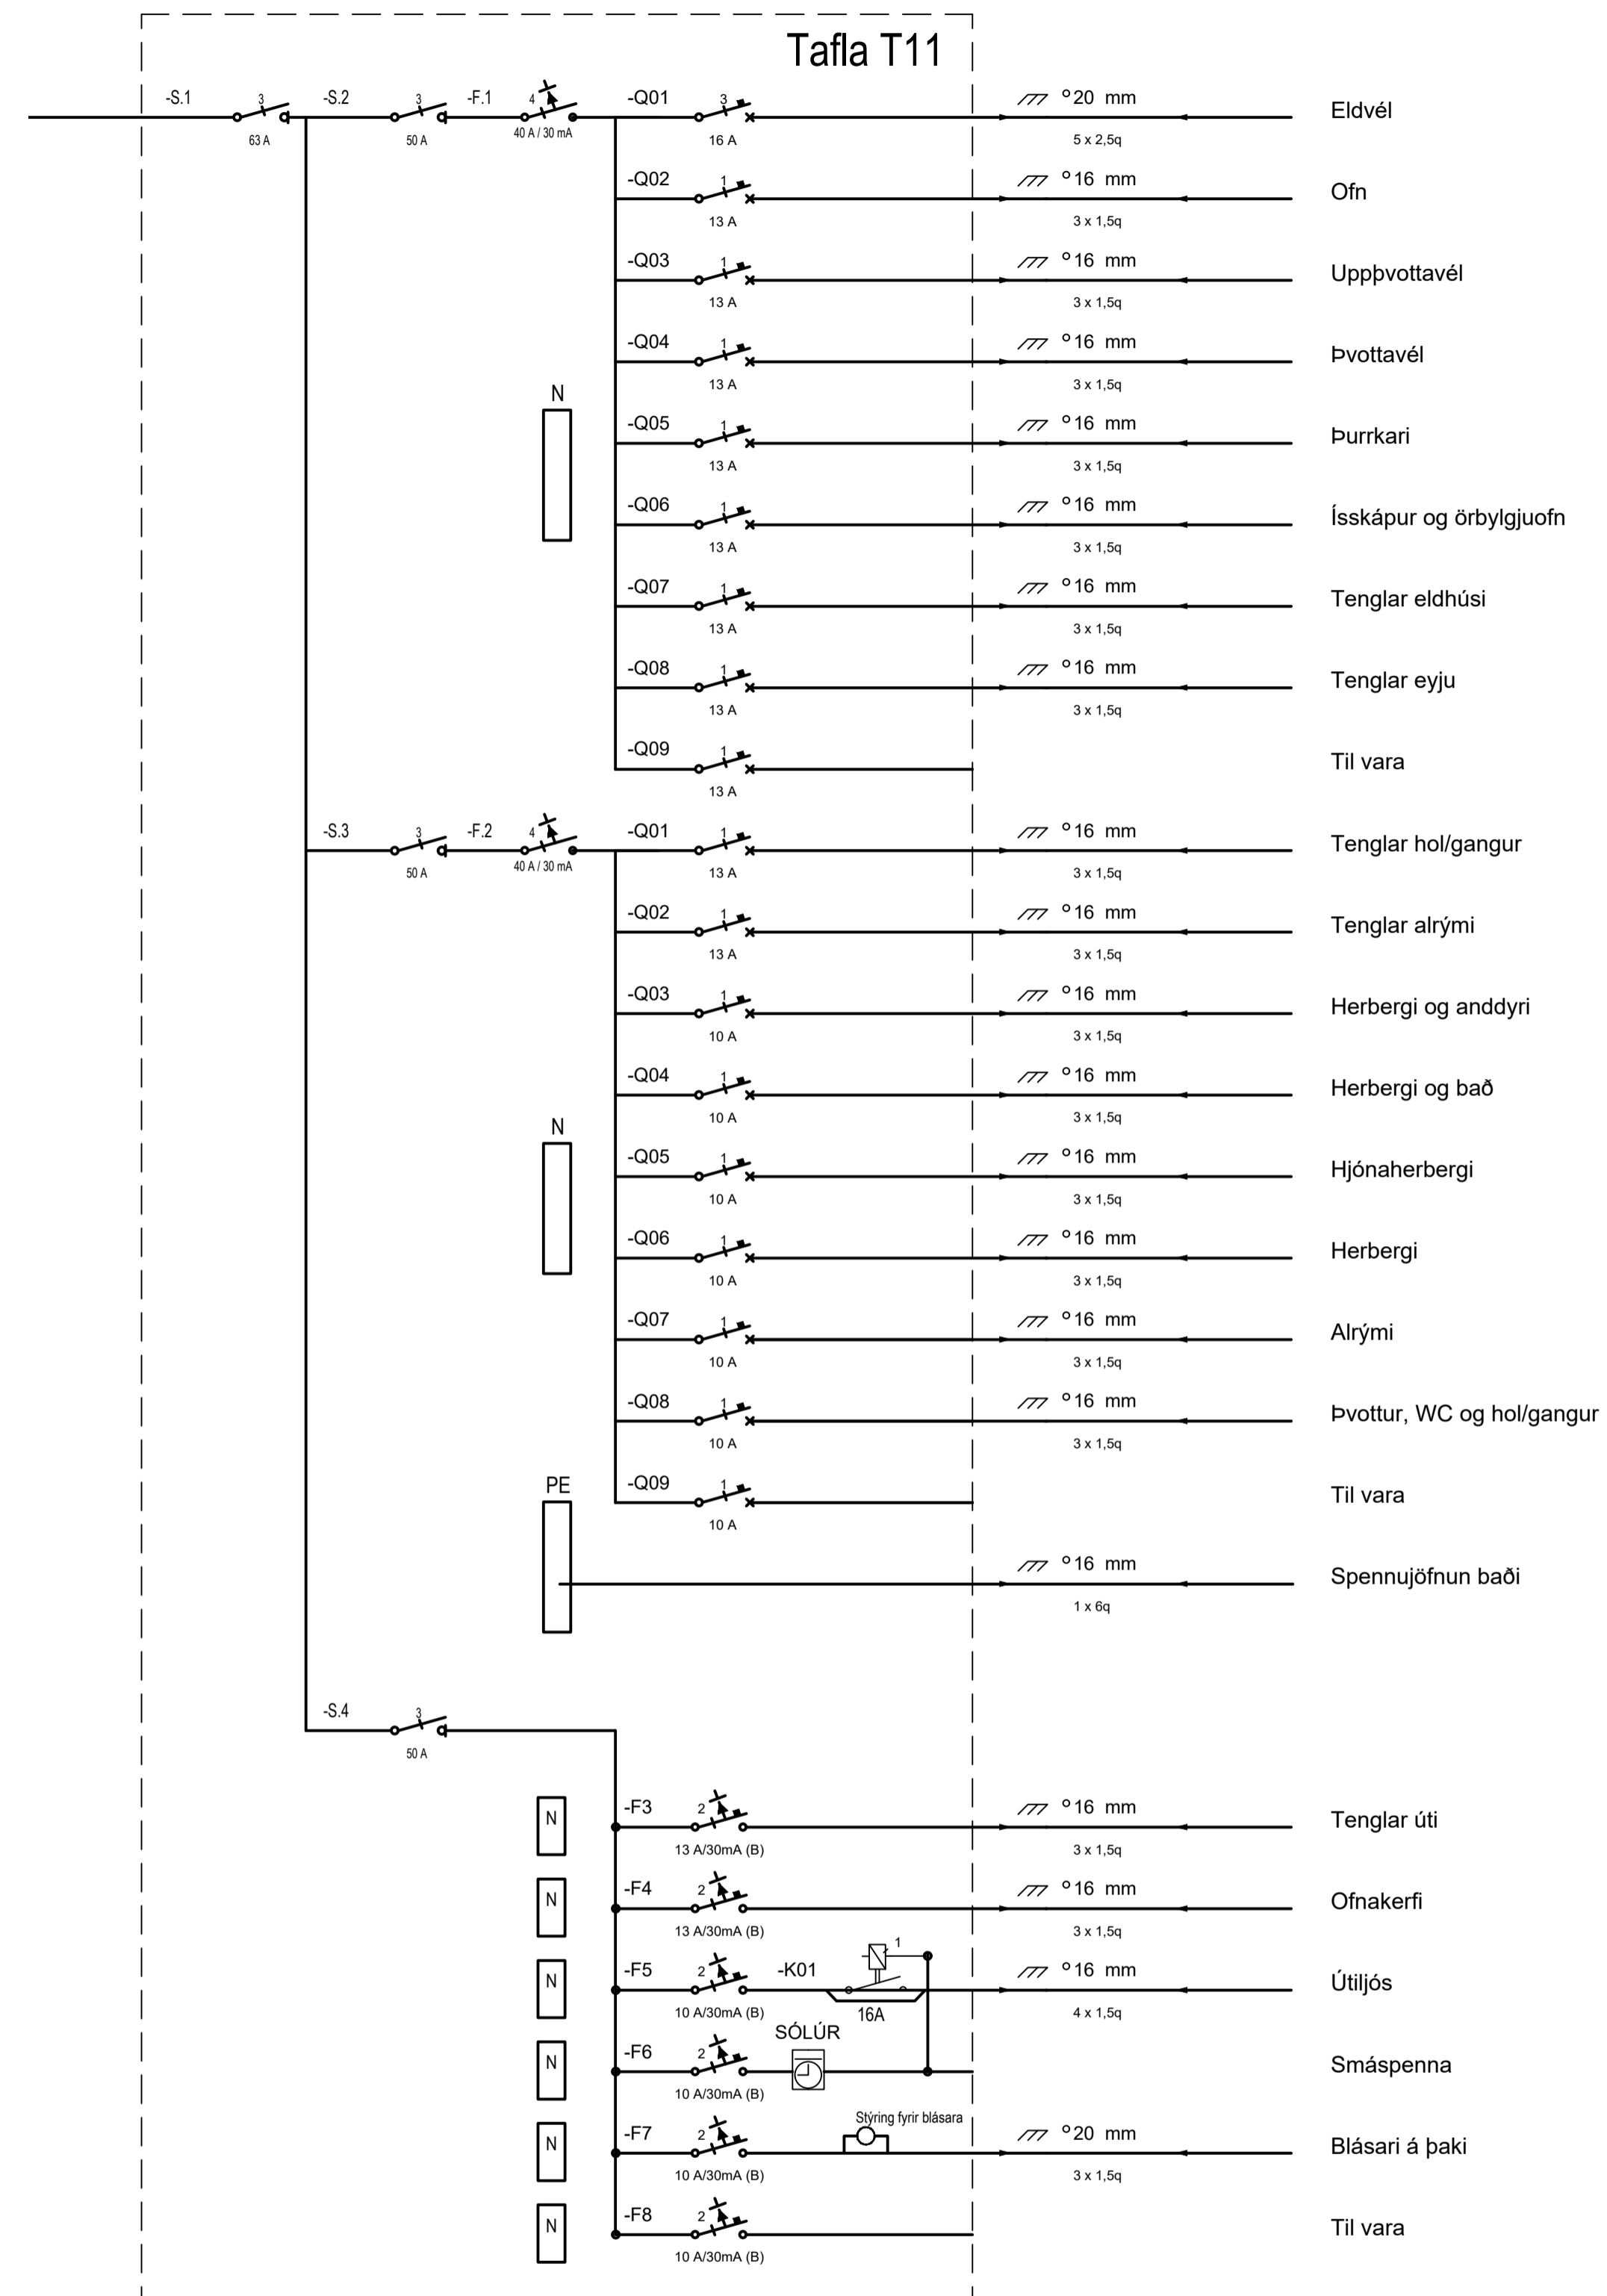 Tafla T11
-S.1 3 -S.2 3 -F.1 4 -Q01 3 °20 mm Eldvél
63 A 50 A 40 A / 30 mA 16 A 5 x 2,5q
-Q02 1 °16 mm Ofn
13 A 3 x 1,5q
-Q03 1 °16 mm Uppþvottavél
13 A 3 x 1,5q
-Q04 1 °16 mm Þvottavél
13 A 3 x 1,5q
N
-Q05 1 °16 mm Þurrkari
13 A 3 x 1,5q
-Q06 1 °16 mm Ísskápur og örbylgjuofn
13 A 3 x 1,5q
-Q07 1 °16 mm Tenglar eldhúsi
13 A 3 x 1,5q
-Q08 1 °16 mm Tenglar eyju
13 A 3 x 1,5q
-Q09 1 Til vara
13 A
-S.3 3 -F.2 4 -Q01 1 °16 mm Tenglar hol/gangur
50 A 40 A / 30 mA 13 A 3 x 1,5q
-Q02 1 °16 mm Tenglar alrými
13 A 3 x 1,5q
-Q03 1 °16 mm Herbergi og anddyri
10 A 3 x 1,5q
-Q04 1 °16 mm Herbergi og bað
10 A 3 x 1,5q
N
-Q05 1 °16 mm Hjónaherbergi
10 A 3 x 1,5q
-Q06 1 °16 mm Herbergi
10 A 3 x 1,5q
-Q07 1 °16 mm Alrými
10 A 3 x 1,5q
-Q08 1 °16 mm Þvottur, WC og hol/gangur
10 A 3 x 1,5q
PE -Q09 1 Til vara
10 A
°16 mm Spennujöfnun baði
1 x 6q
-S.4 3
50 A
N -F3 2 °16 mm Tenglar úti
13 A/30mA (B) 3 x 1,5q
N -F4 2 °16 mm Ofnakerfi
13 A/30mA (B) 3 x 1,5q
1
N -F5 2 -K01 °16 mm Útiljós
10 A/30mA (B) 16A 4 x 1,5q
SÓLÚR
N -F6 2 Smáspenna
10 A/30mA (B)
Stýring fyrir blásara
N -F7 2 °20 mm Blásari á þaki
10 A/30mA (B) 3 x 1,5q
N -F8 2 Til vara
10 A/30mA (B)